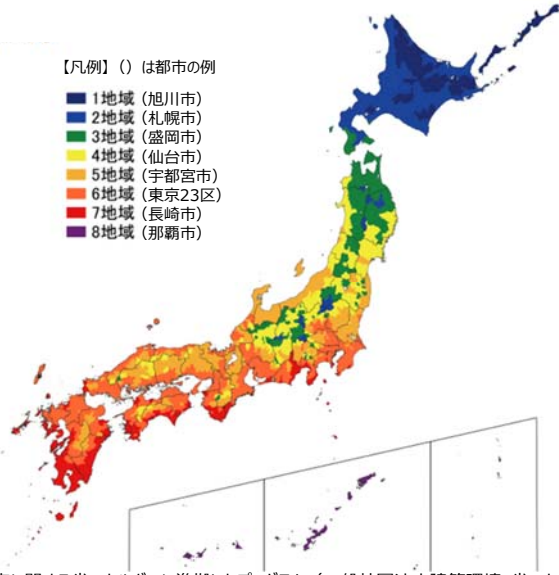 【凡例】()は都市の例
1地域(旭川市)
2地域(札幌市)
3地域(盛岡市)
4地域(仙台市)
5地域(宇都宮市)
6地域(東京23区)
7地域(長崎市)
8地域(那覇市)